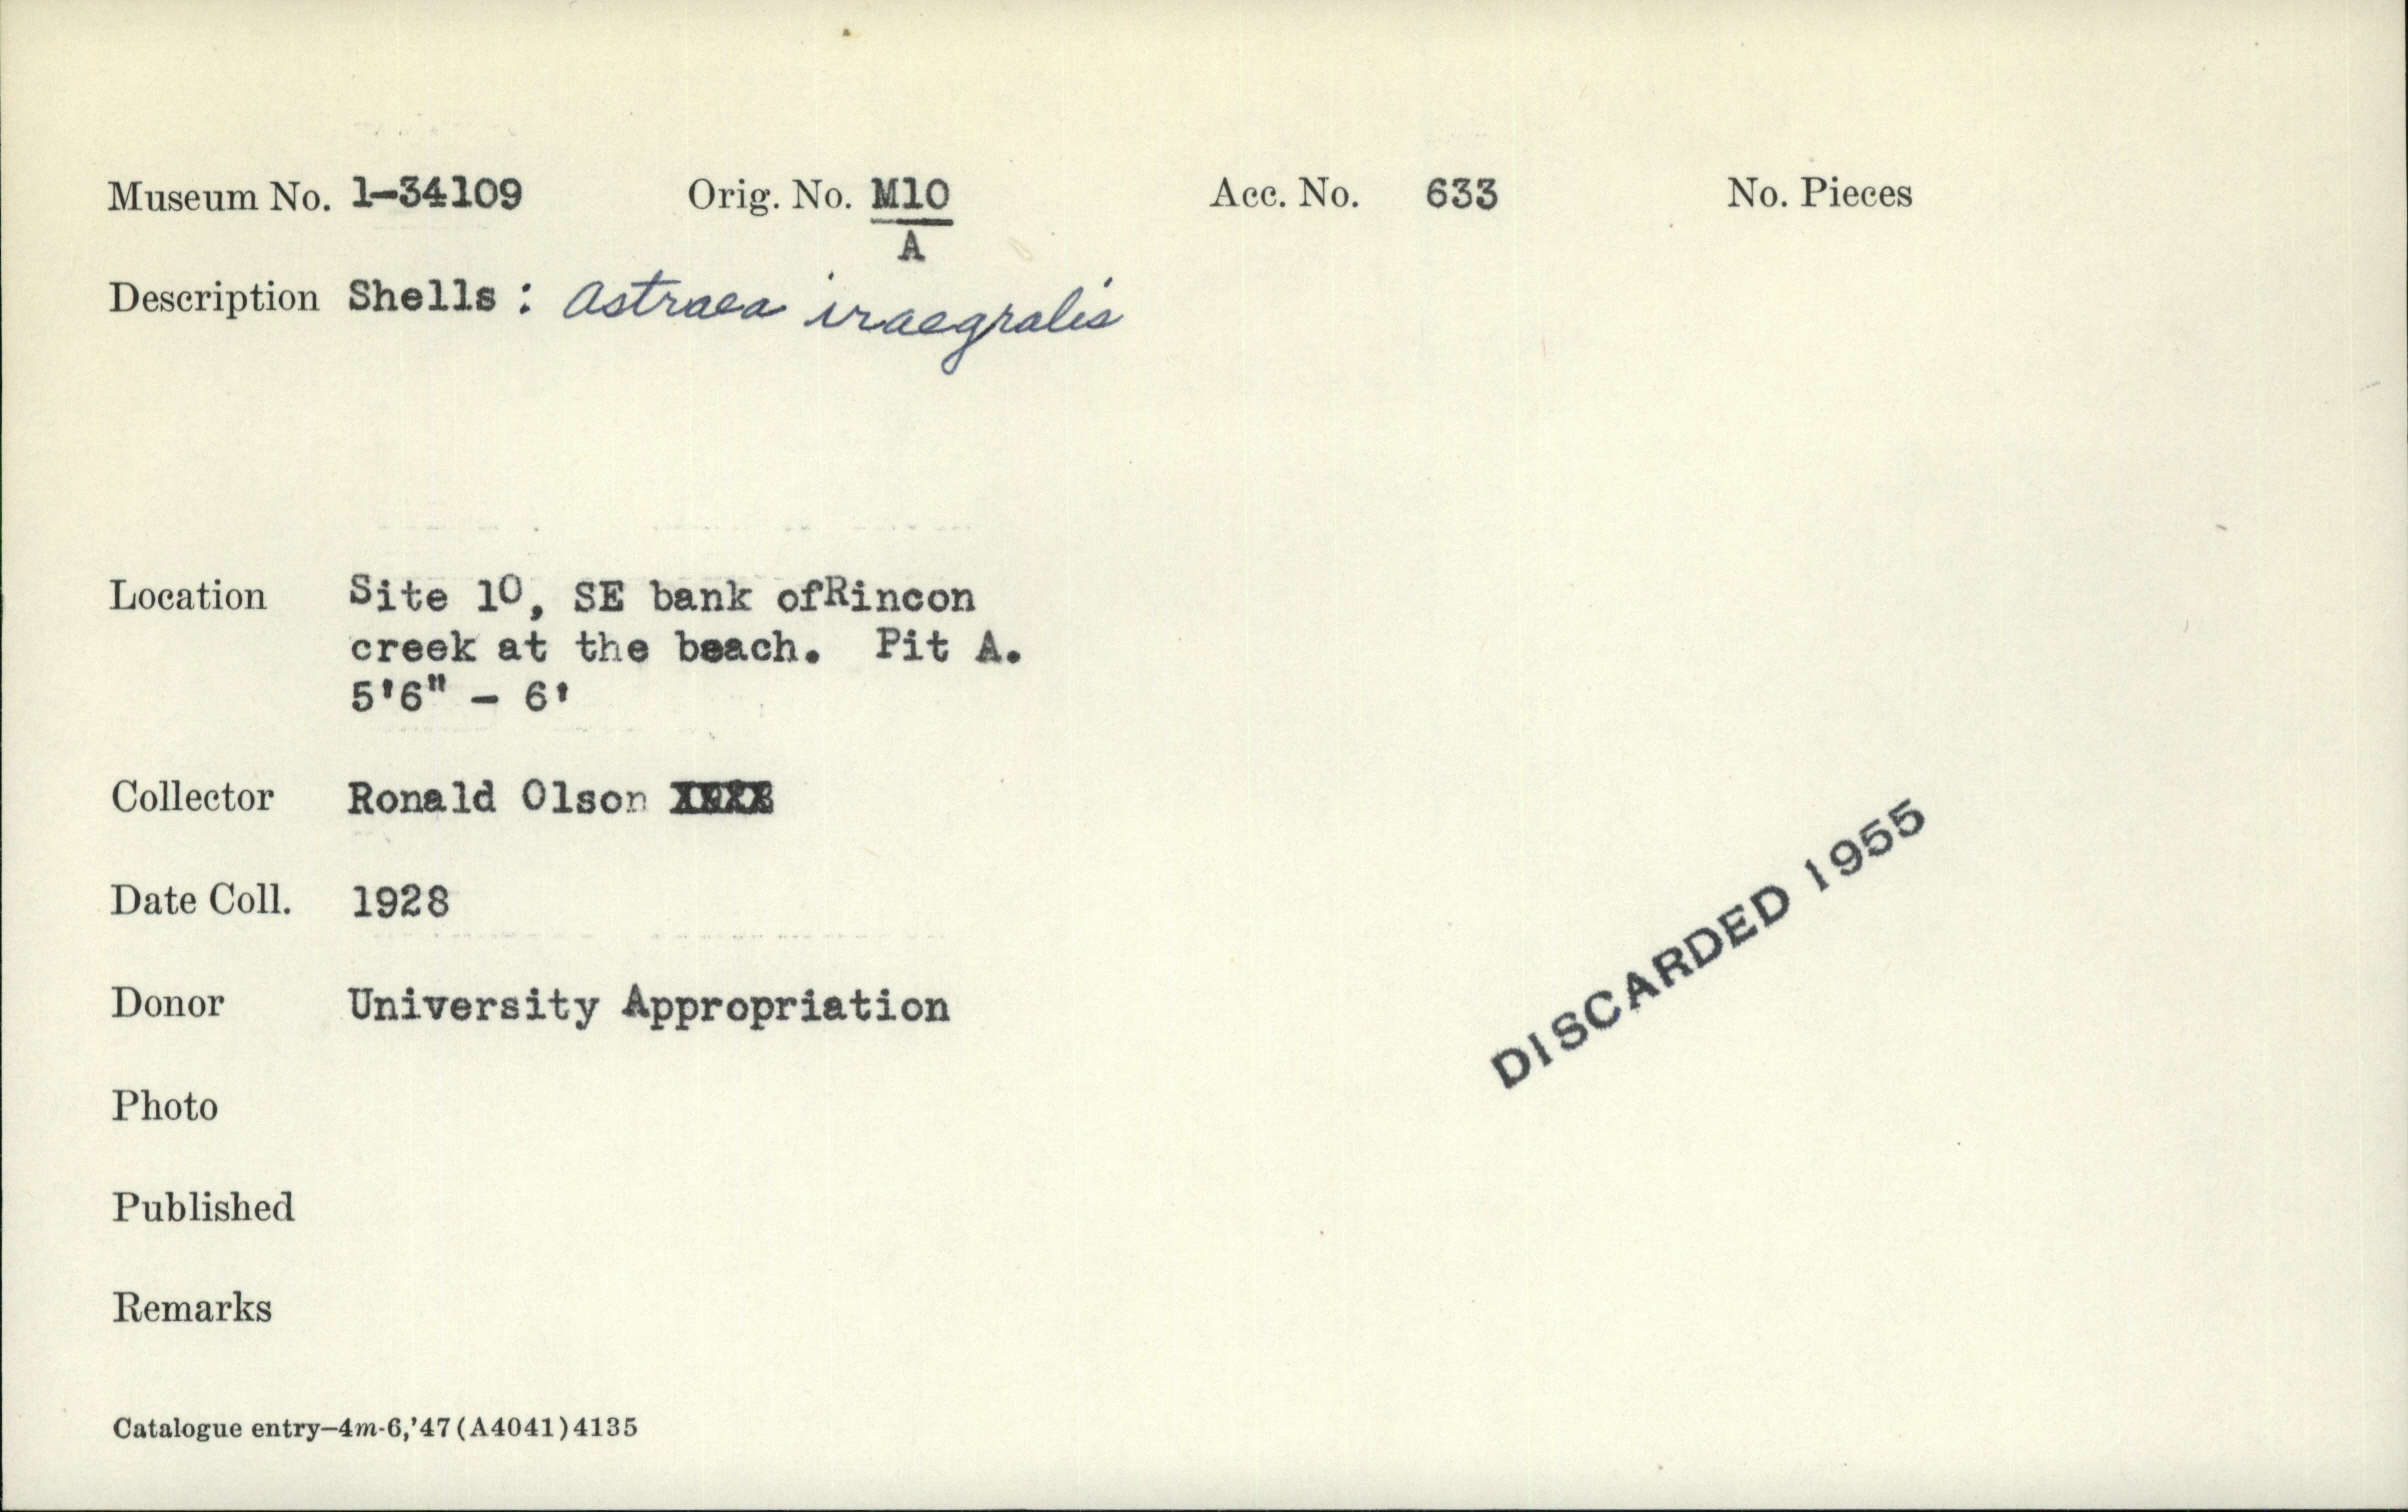 Museum No. 1-34109 Orig. No. M10 Acc. No. 633 No. Pieces
A
Description Shells : Astraea iraegralis
Location Site 10, SE bank ofRincon
creek at the beach. Pit A.
5'6" - 6'
Collector Ronald Olson
Date Coll. 1928
Donor University Appropriation
DISCARDED 1955
Photo
Published
Remarks
Catalogue entry—4m-6,'47(A4041)4135